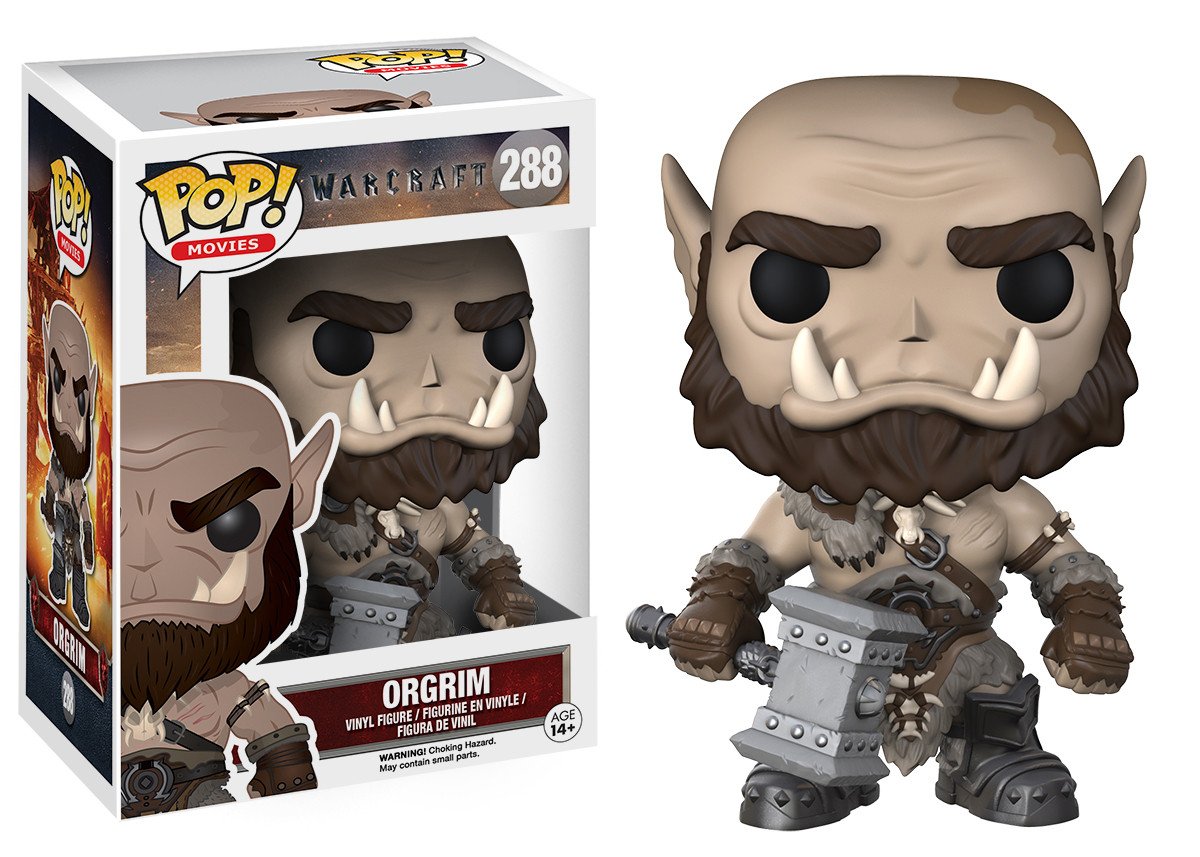 POP!
POP!
MOVIES
WARCRAFT
288
POP!
MOVIES
ORGRIM
288
ORGRIM
VINYL FIGURE / FIGURINE EN VINYLE /
FIGURA DE VINIL
AGE
14+
WARNING! Choking Hazard.
May contain small parts.